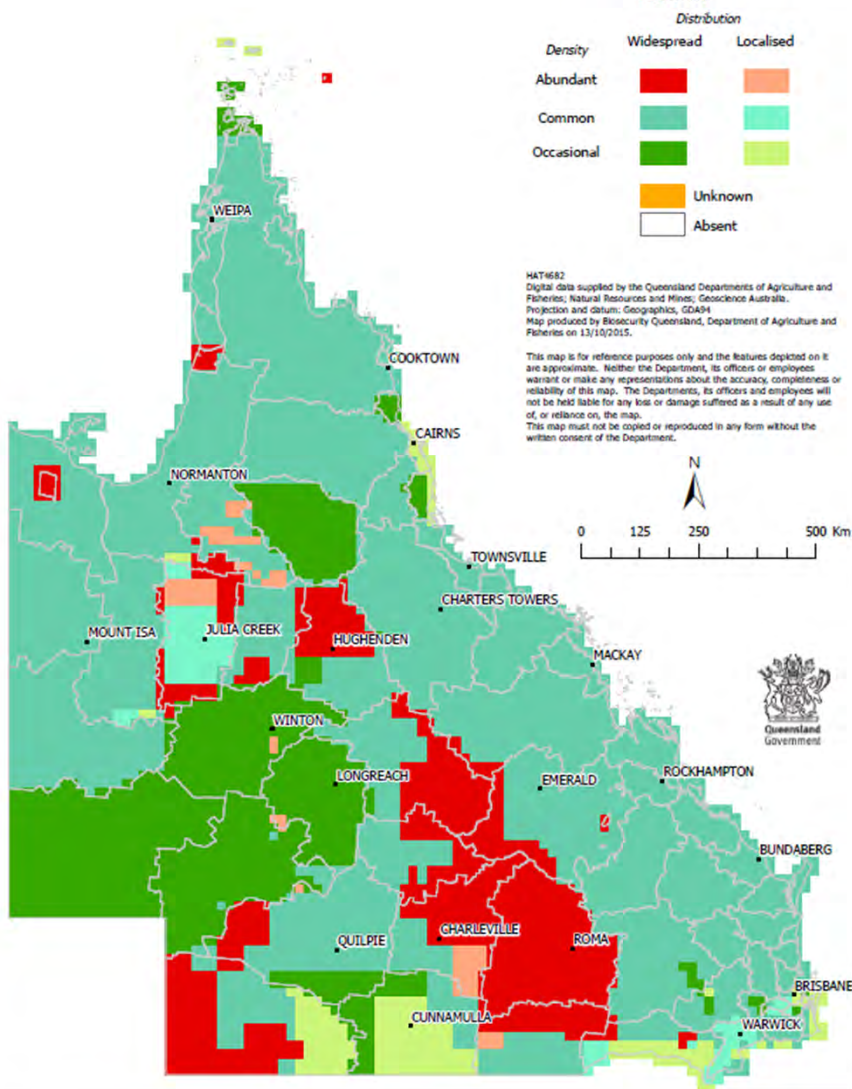 Distribution
Density
Widespread Localised
Abundant
Common
Occasional
Unknown
Absent
HAT4682
Digital data supplied by the Queensland Departments of Agriculture and
Fisheries; Natural Resources and Mines; Geoscience Australia.
Projection and datum: Geographics, GDA94
Map produced by Biosecurity Queensland, Department of Agriculture and
Fisheries on 13/10/2015.
This map is for reference purposes only and the features depicted on it
are approximate. Neither the Department, its officers or employees
warrant or make any representations about the accuracy, completeness or
reliability of this map. The Departments, its officers and employees will
not be held liable for any loss or damage suffered as a result of any use
of, or reliance on, the map.
This map must not be copied or reproduced in any form without the
written consent of the Department.
N
0 125 250 500 Km
WEIPA
COOKTOWN
CAIRNS
NORMANTON
TOWNSVILLE
CHARTERS TOWERS
MOUNT ISA
JULIA CREEK
HUGHENDEN
MACKAY
Queensland
Government
WINTON
LONGREACH
EMERALD
ROCKHAMPTON
BUNDABERG
QUILPIE
CHARLEVILLE
ROMA
BRISBANE
CUNNAMULLA
WARWICK